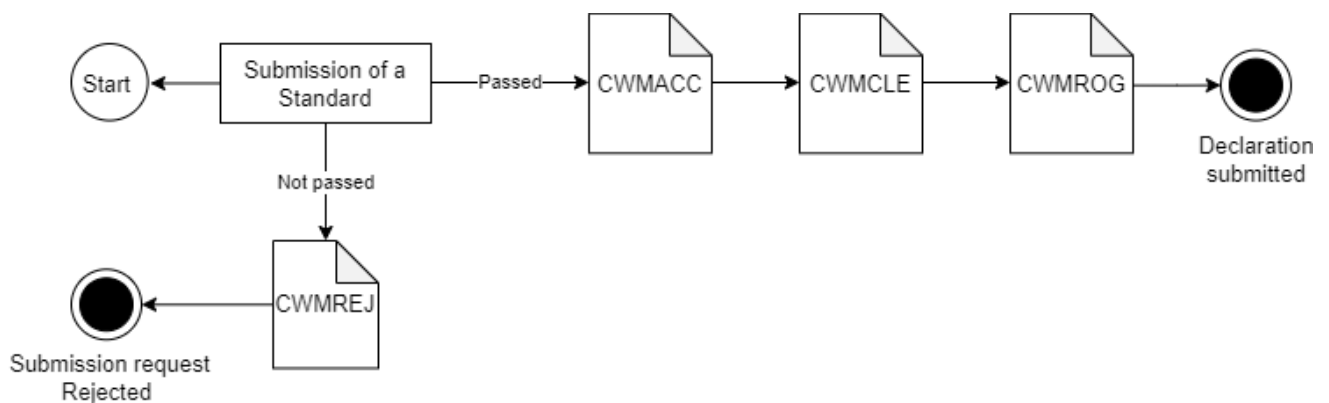 Start
Submission of a
Standard
Passed
CWMACC
CWMCLE
CWMROG
Declaration
submitted
Not passed
CWMREJ
Submission request
Rejected